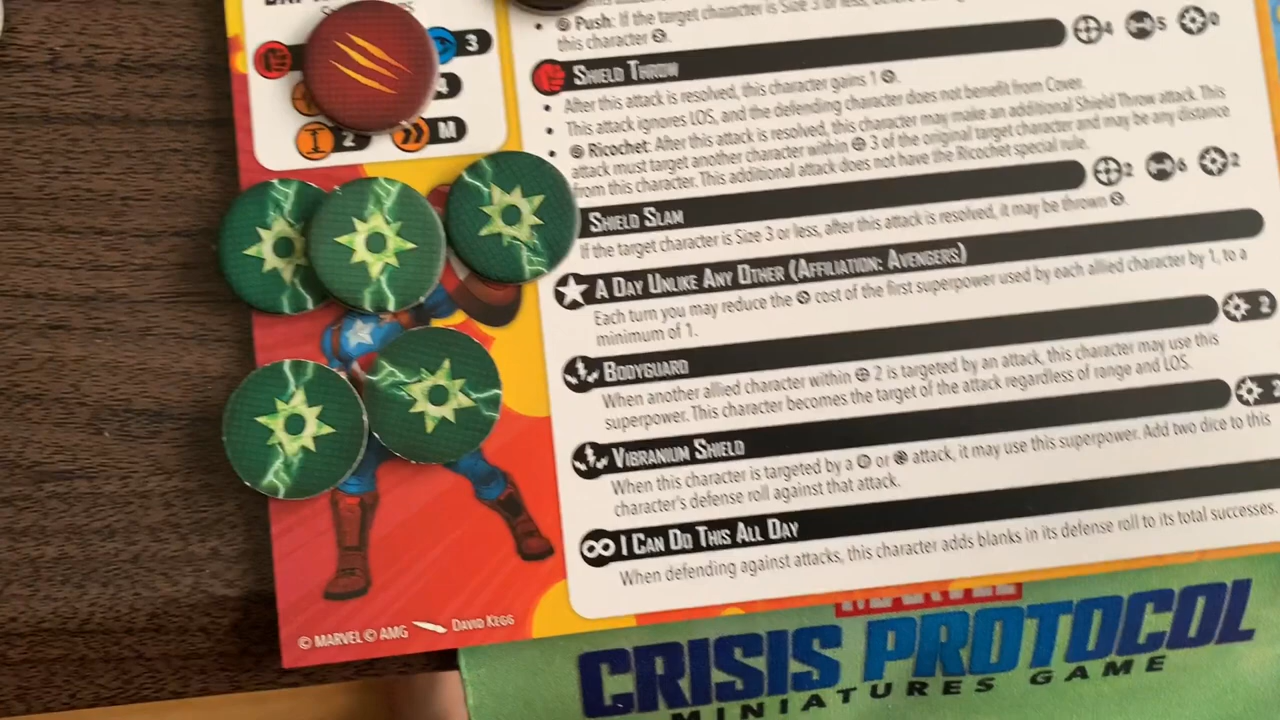 Push: If the target character is Size 3 or less,
this character
3
4
2
M
SHIELD THROW
4 5 0
After this attack is resolved, this character gains 1
This attack ignores LOS, and the defending character does not benefit from Cover.
Ricochet: After this attack is resolved, this character may make an additional Shield Throw attack. This
attack must target another character within 3 of the original target character and may be any distance
from this character. This additional attack does not have the Ricochet special rule.
SHIELD SLAM
2 6 2
If the target character is Size 3 or less, after this attack is resolved, it may be thrown
A DAY UNLIKE ANY OTHER (AFFILIATION: AVENGERS)
Each turn you may reduce the cost of the first superpower used by each allied character by 1, to a
minimum of 1.
BODYGUARD
2
When another allied character within 2 is targeted by an attack, this character may use this
superpower. This character becomes the target of the attack regardless of range and LOS.
VIBRANIUM SHIELD
When this character is targeted by a or attack, it may use this superpower. Add two dice to this
character's defense roll against that attack.
I CAN DO THIS ALL DAY
When defending against attacks, this character adds blanks in its defense roll to its total successes.
© MARVEL © AMG DAVID KEGG
CRISIS PROTOCOL
MINIATURES GAME